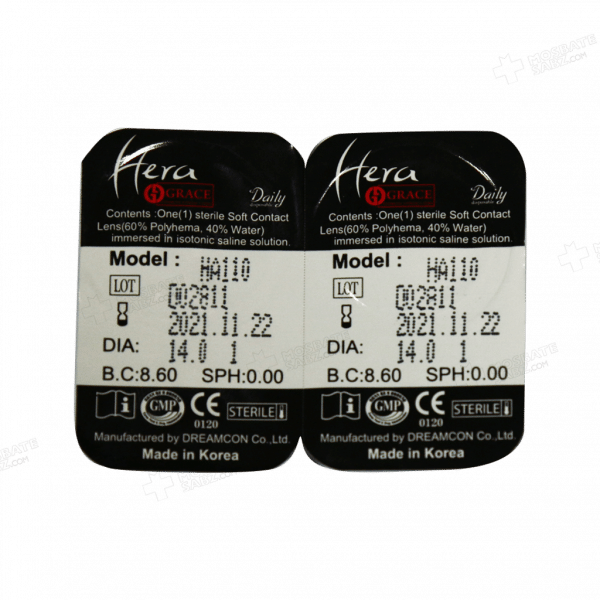 Hera
GRACE
Daily
Contents :One(1) sterile Soft Contact
Lens(60% Polyhema, 40% Water)
immersed in isotonic saline solution.
Model : HA110
LOT
2021.11.22
DIA: 14.0 1
B.C:8.60 SPH:0.00
i GMP CE 0120 STERILE
Manufactured by DREAMCON Co.,Ltd.
Made in Korea
Hera
GRACE
Daily
Contents :One(1) sterile Soft Contact
Lens(60% Polyhema, 40% Water)
immersed in isotonic saline solution.
Model : HA110
LOT
2021.11.22
DIA: 14.0 1
B.C:8.60 SPH:0.00
i GMP CE 0120 STERILE
Manufactured by DREAMCON Co.,Ltd.
Made in Korea